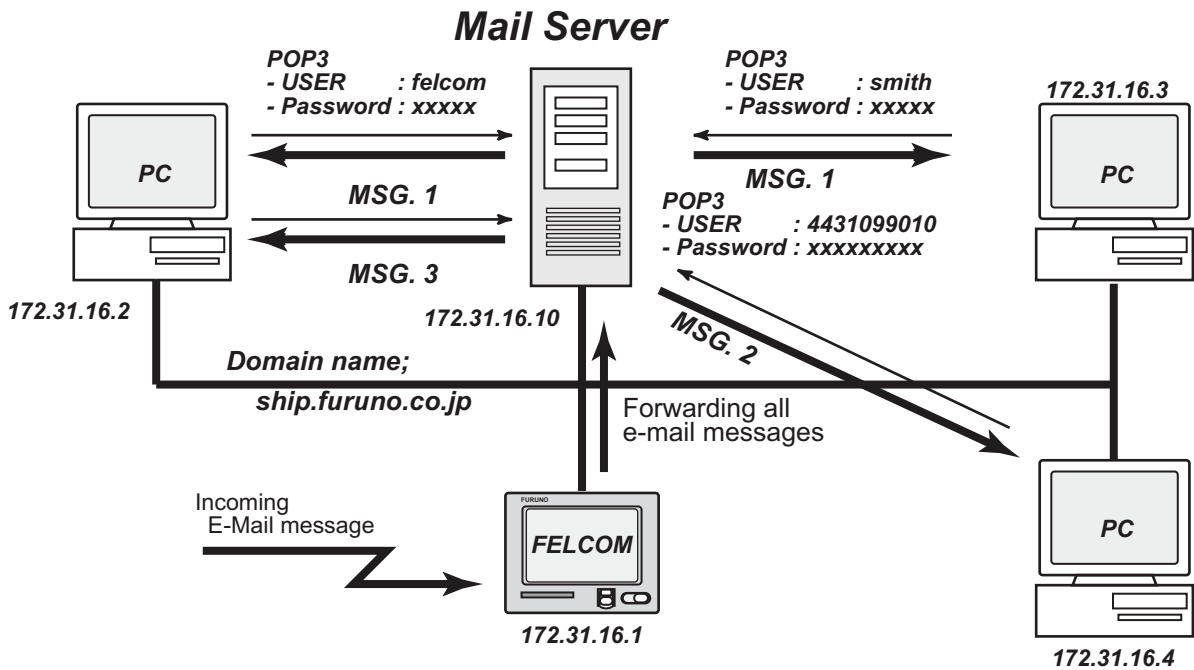 Mail Server
POP3
- USER : felcom
- Password : xxxxx
POP3
- USER : smith
- Password : xxxxx
172.31.16.3
PC
MSG. 1
MSG. 1
PC
POP3
- USER : 4431099010
- Password : xxxxxxxxx
MSG. 3
172.31.16.2
172.31.16.10
MSG. 2
Domain name;
ship.furuno.co.jp
Forwarding all
e-mail messages
Incoming
E-Mail message
FURUNO
FELCOM
PC
172.31.16.1
172.31.16.4